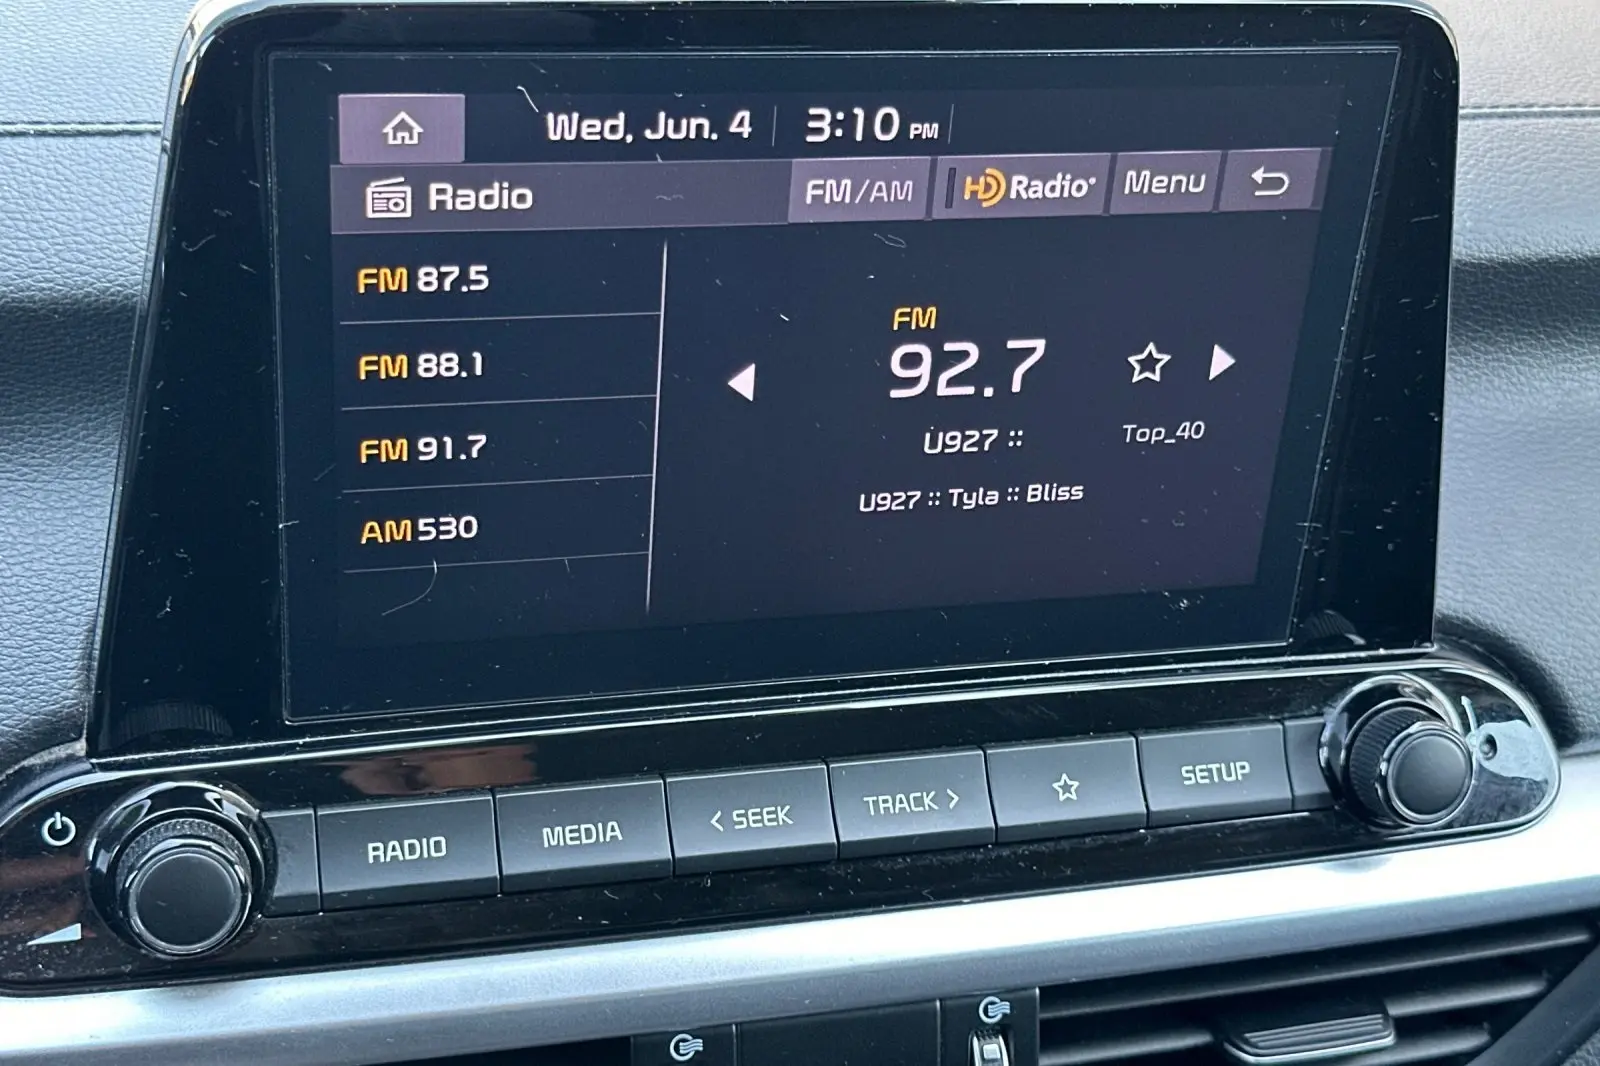 Wed, Jun. 4 3:10 PM
Radio FM/AM HD Radio® Menu
FM 87.5
FM 88.1
FM 91.7
AM 530
FM
92.7
U927 ::
Top_40
U927 :: Tyla :: Bliss
RADIO MEDIA < SEEK TRACK > SETUP